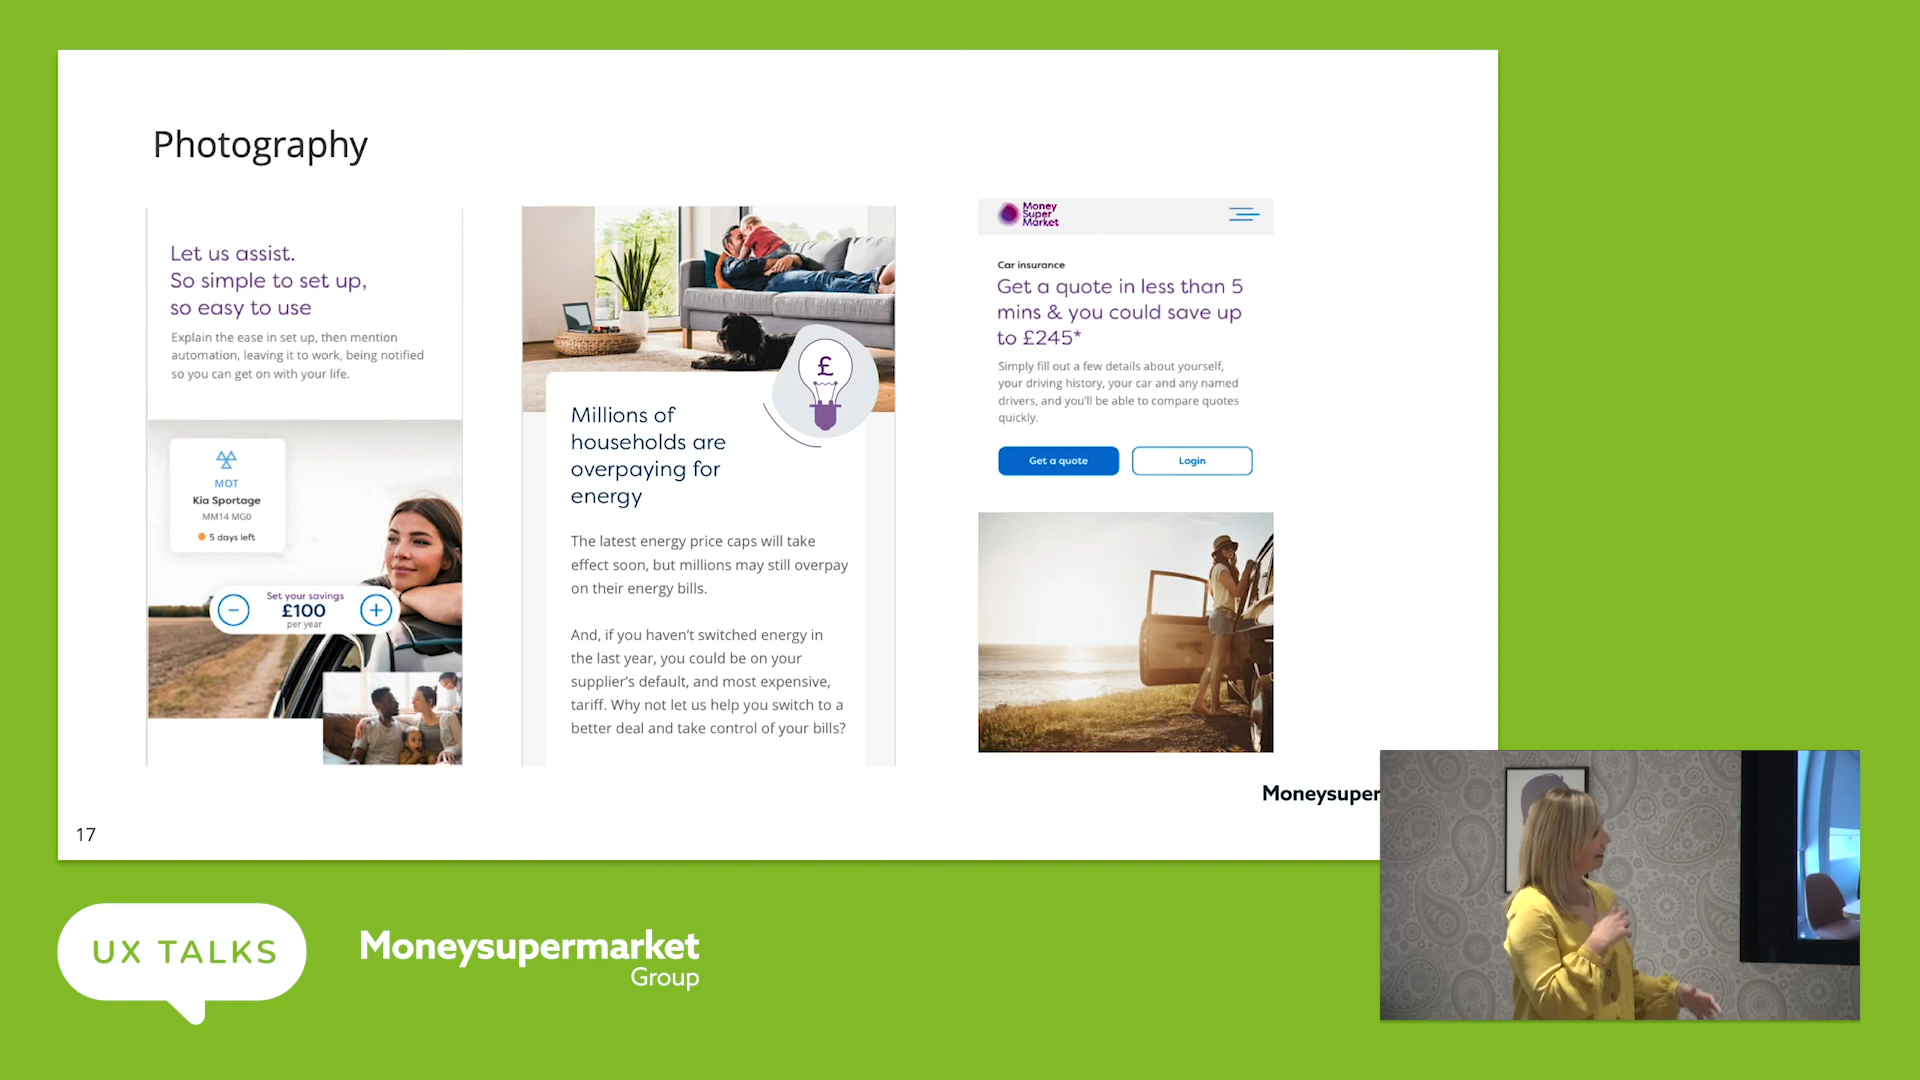 Photography
Let us assist.
So simple to set up,
so easy to use
Explain the ease in set up, then mention
automation, leaving it to work, being notified
so you can get on with your life.
MOT
Kia Sportage
MM14 MG0
5 days left
Set your savings
£100
per year
£
Millions of
households are
overpaying for
energy
The latest energy price caps will take
effect soon, but millions may still overpay
on their energy bills.
And, if you haven't switched energy in
the last year, you could be on your
supplier's default, and most expensive,
tariff. Why not let us help you switch to a
better deal and take control of your bills?
Money
Super
Market
Car insurance
Get a quote in less than 5
mins & you could save up
to £245*
Simply fill out a few details about yourself,
your driving history, your car and any named
drivers, and you'll be able to compare quotes
quickly.
Get a quote
Login
Moneysuper
17
UX TALKS
Moneysupermarket
Group